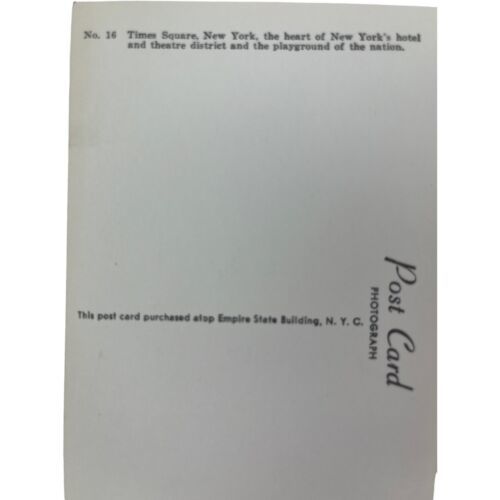 No. 16 Times Square, New York, the heart of New York's hotel
and theatre district and the playground of the nation.
This post card purchased atop Empire State Building, N. Y. C.
Post Card
PHOTOGRAPH